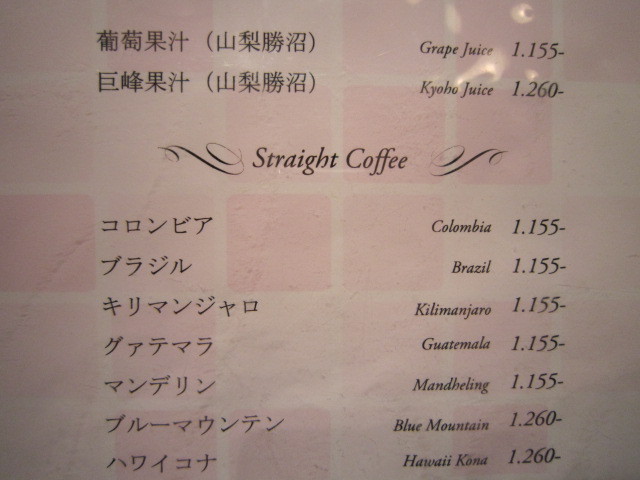 葡萄果汁（山梨勝沼） Grape Juice 1.155-
巨峰果汁（山梨勝沼） Kyoho Juice 1.260-
Straight Coffee
コロンビア Colombia 1.155-
ブラジル Brazil 1.155-
キリマンジャロ Kilimanjaro 1.155-
グァテマラ Guatemala 1.155-
マンデリン Mandheling 1.155-
ブルーマウンテン Blue Mountain 1.260-
ハワイコナ Hawaii Kona 1.260-